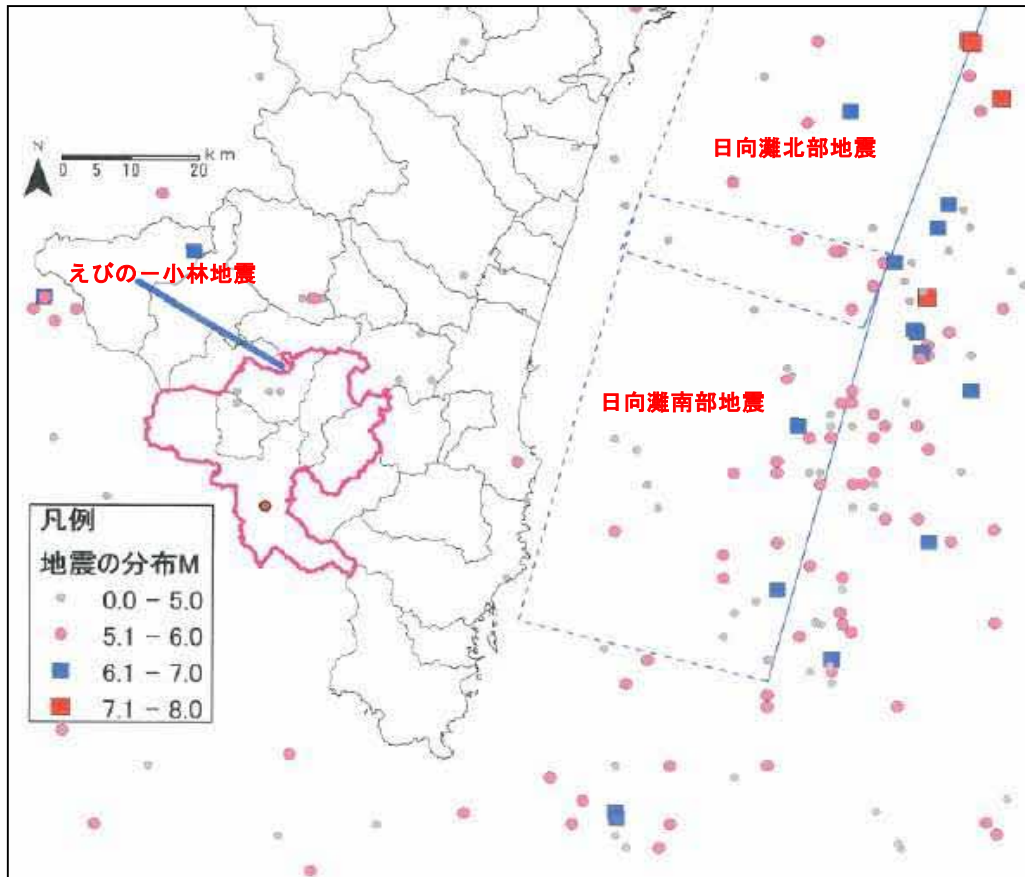 日向灘北部地震
N
km
0 5 10 20
えびの－小林地震
日向灘南部地震
凡例
地震の分布M
0.0 － 5.0
5.1 － 6.0
6.1 － 7.0
7.1 － 8.0